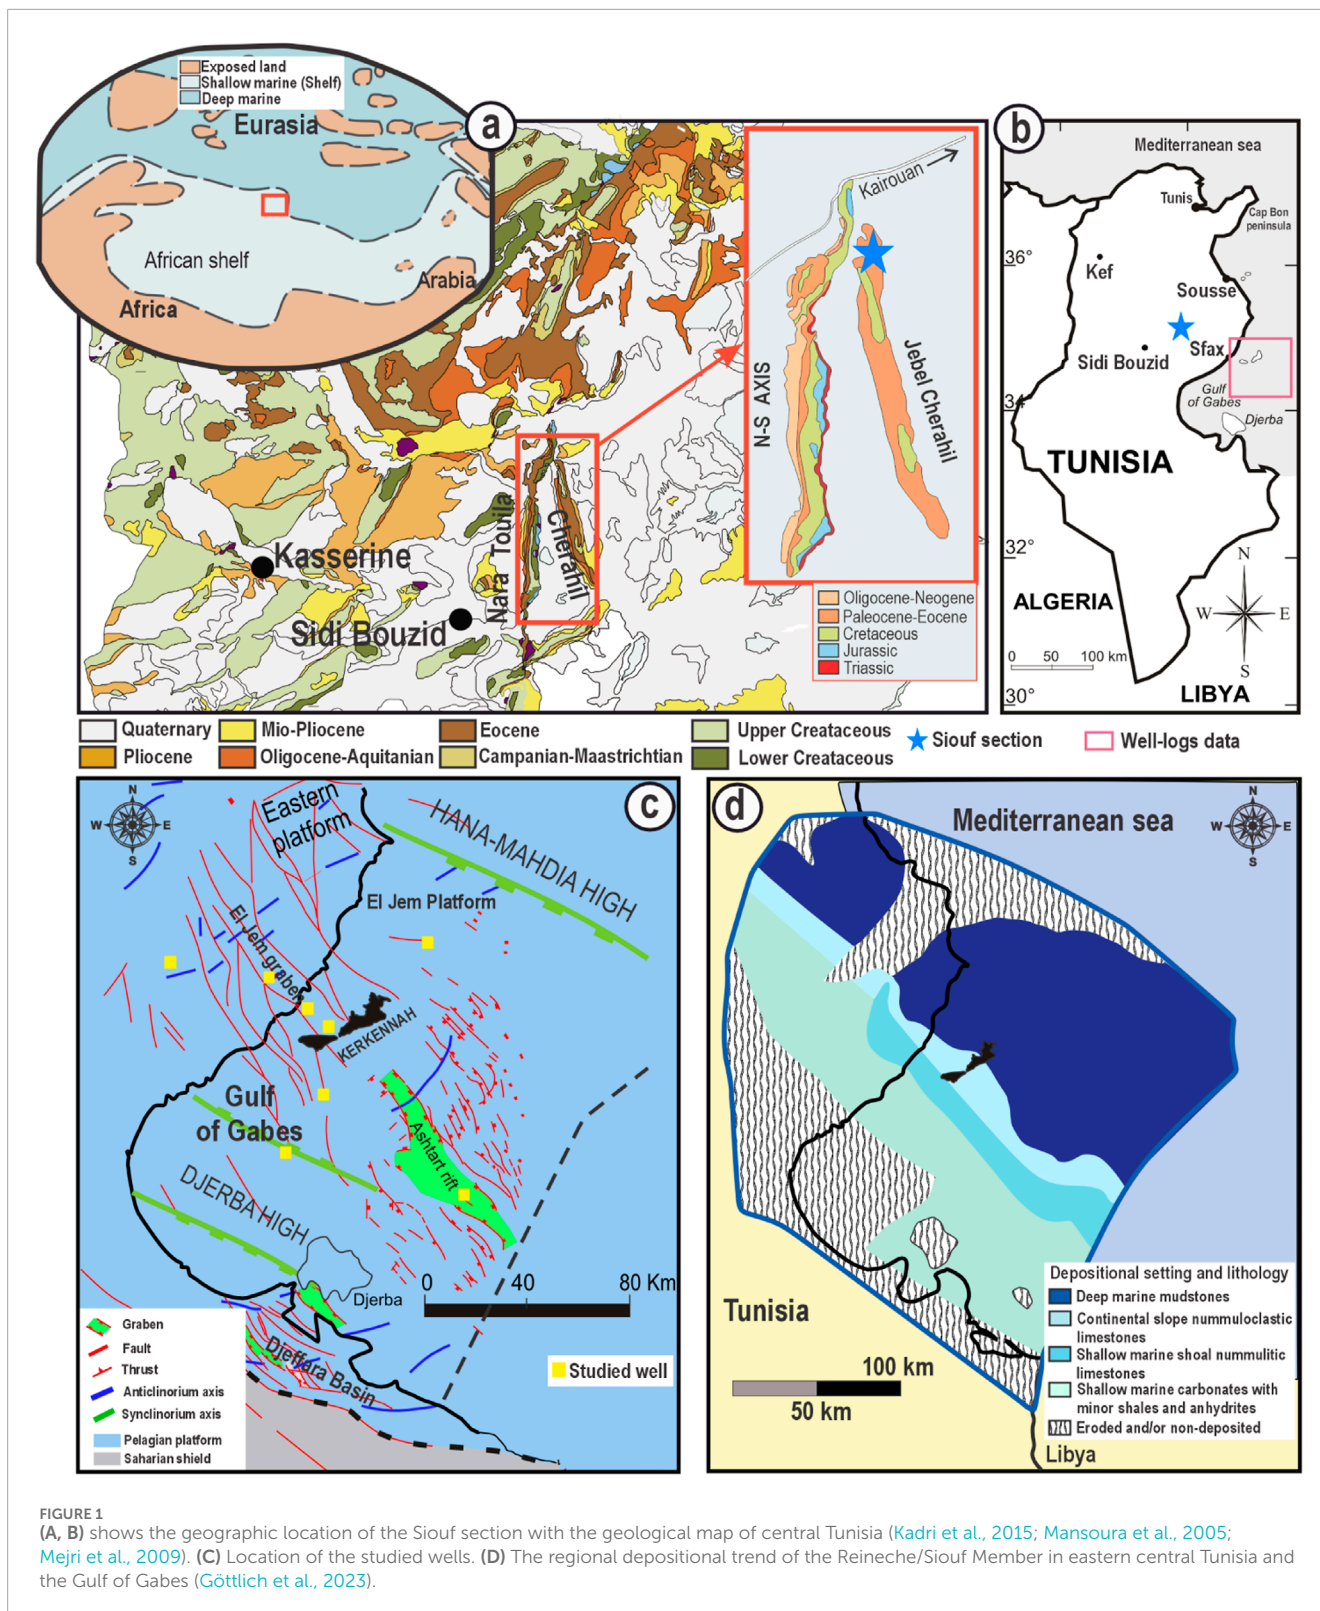 Exposed land
Shallow marine (Shelf)
Deep marine
Eurasia
African shelf
Africa
Arabia
a
Kairouan
N-S AXIS
Jebel Cherahil
Oligocene-Neogene
Paleocene-Eocene
Cretaceous
Jurassic
Triassic
Nara Touila
Cherahil
Kasserine
Sidi Bouzid
b
Mediterranean sea
Tunis
Cap Bon
peninsula
36°
Kef
Sousse
Sidi Bouzid
Sfax
Gulf
of Gabes
34°
Djerba
TUNISIA
32°
N
ALGERIA
W
E
S
0 50 100 km
LIBYA
30°
Quaternary
Mio-Pliocene
Eocene
Upper Creataceous
Siouf section
Well-logs data
Pliocene
Oligocene-Aquitanian
Campanian-Maastrichtian
Lower Creataceous
c
N
W
E
S
Eastern
platform
HANA-MAHDIA HIGH
El Jem Platform
El Jem graben
KERKENNAH
Gulf
of Gabes
Ashtart rift
DJERBA HIGH
0 40 80 Km
Djerba
Djeffara Basin
Studied well
Graben
Fault
Thrust
Anticlinorium axis
Synclinorium axis
Pelagian platform
Saharian shield
d
Mediterranean sea
N
W
E
S
Tunisia
100 km
50 km
Depositional setting and lithology
Deep marine mudstones
Continental slope nummuloclastic
limestones
Shallow marine shoal nummulitic
limestones
Shallow marine carbonates with
minor shales and anhydrites
Eroded and/or non-deposited
Libya
FIGURE 1
(A, B) shows the geographic location of the Siouf section with the geological map of central Tunisia (Kadri et al., 2015; Mansoura et al., 2005;
Mejri et al., 2009). (C) Location of the studied wells. (D) The regional depositional trend of the Reineche/Siouf Member in eastern central Tunisia and
the Gulf of Gabes (Göttlich et al., 2023).